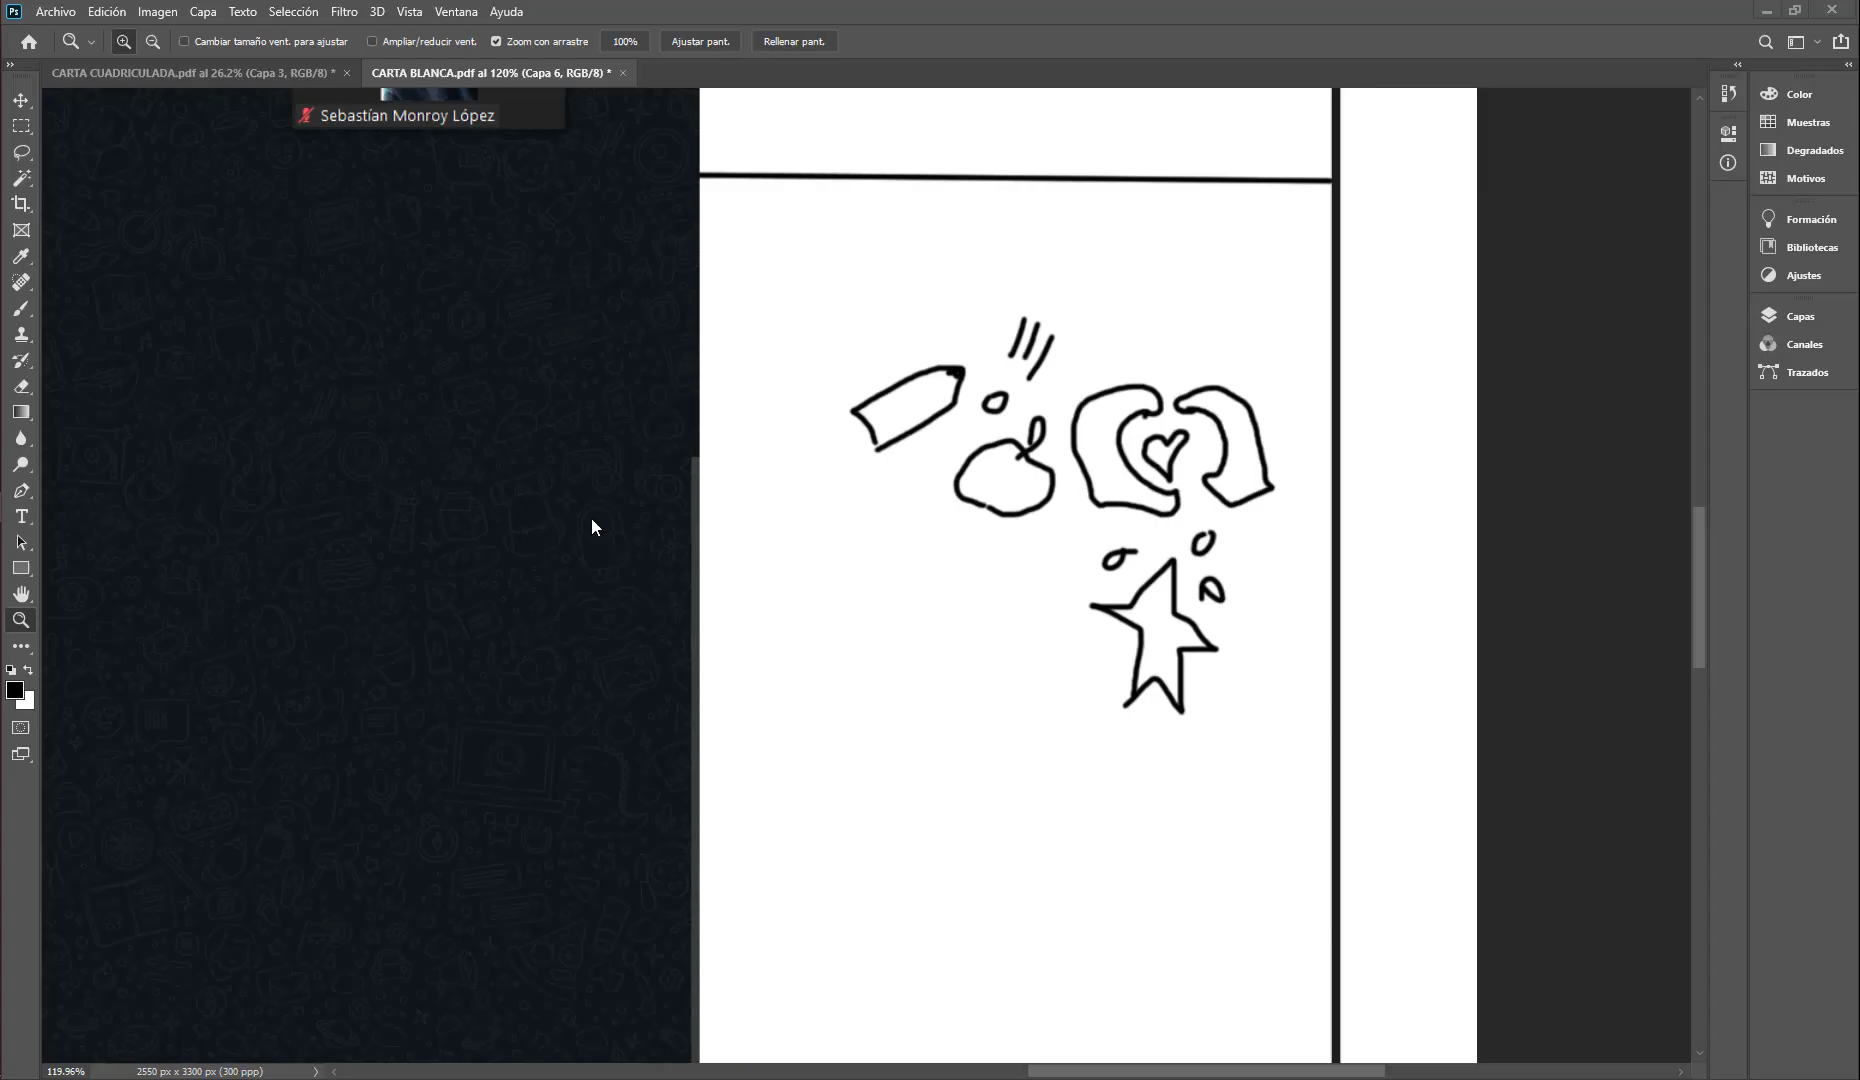 Ps Archivo Edición Imagen Capa Texto Selección Filtro 3D Vista Ventana Ayuda
Cambiar tamaño vent. para ajustar Ampliar/reducir vent. Zoom con arrastre 100% Ajustar pant. Rellenar pant.
CARTA CUADRICULADA.pdf al 26.2% (Capa 3, RGB/8) * × CARTA BLANCA.pdf al 120% (Capa 6, RGB/8) * ×
Sebastían Monroy López
Color
Muestras
Degradados
Motivos
Formación
Bibliotecas
Ajustes
Capas
Canales
Trazados
119.96% 2550 px x 3300 px (300 ppp)